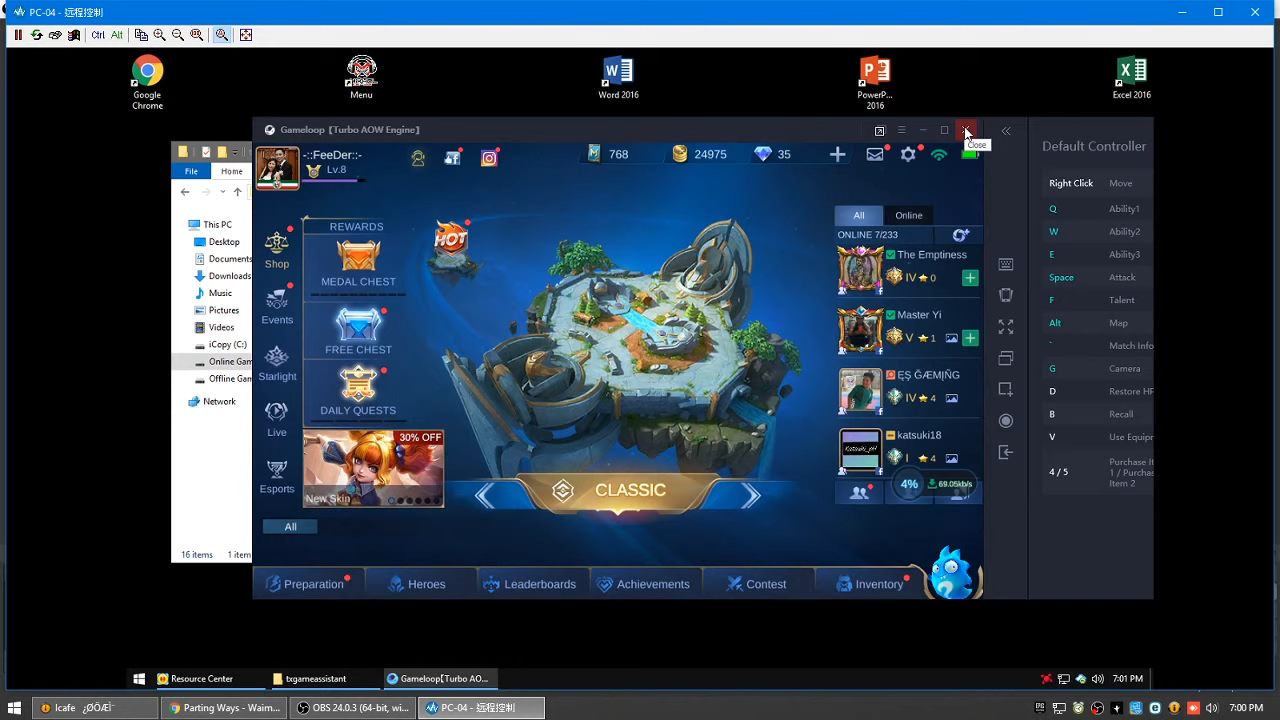 PC-04 - 远程控制
Ctrl Alt
Google
Chrome
Menu
Word 2016
PowerP...
2016
Excel 2016
Gameloop【Turbo AOW Engine】
Close
File Home
This PC
Desktop
Documents
Downloads
Music
Pictures
Videos
iCopy (C:)
Online Gam
Offline Gam
Network
16 items 1 item
-::FeeDer::-
Lv.8
768
24975
35
Shop
Events
Starlight
Live
Esports
REWARDS
MEDAL CHEST
FREE CHEST
DAILY QUESTS
30% OFF
New Skin
All
HOT
CLASSIC
All Online
ONLINE 7/233
The Emptiness
IV 0
Master Yi
V 1
ȨŞ ĞÆMĮÑG
IV 4
katsuki18
I 4
4% 69.05kb/s
Preparation
Heroes
Leaderboards
Achievements
Contest
Inventory
Default Controller
Right Click Move
Q Ability1
W Ability2
E Ability3
Space Attack
F Talent
Alt Map
- Match Info
G Camera
D Restore HP
B Recall
V Use Equipr
4 / 5 Purchase It
1 / Purchas
Item 2
Resource Center
txgameassistant
Gameloop【Turbo AO...
7:01 PM
Icafe ¿ØÖÆÌ¨
Parting Ways - Waim...
OBS 24.0.3 (64-bit, w...
PC-04 - 远程控制
7:00 PM